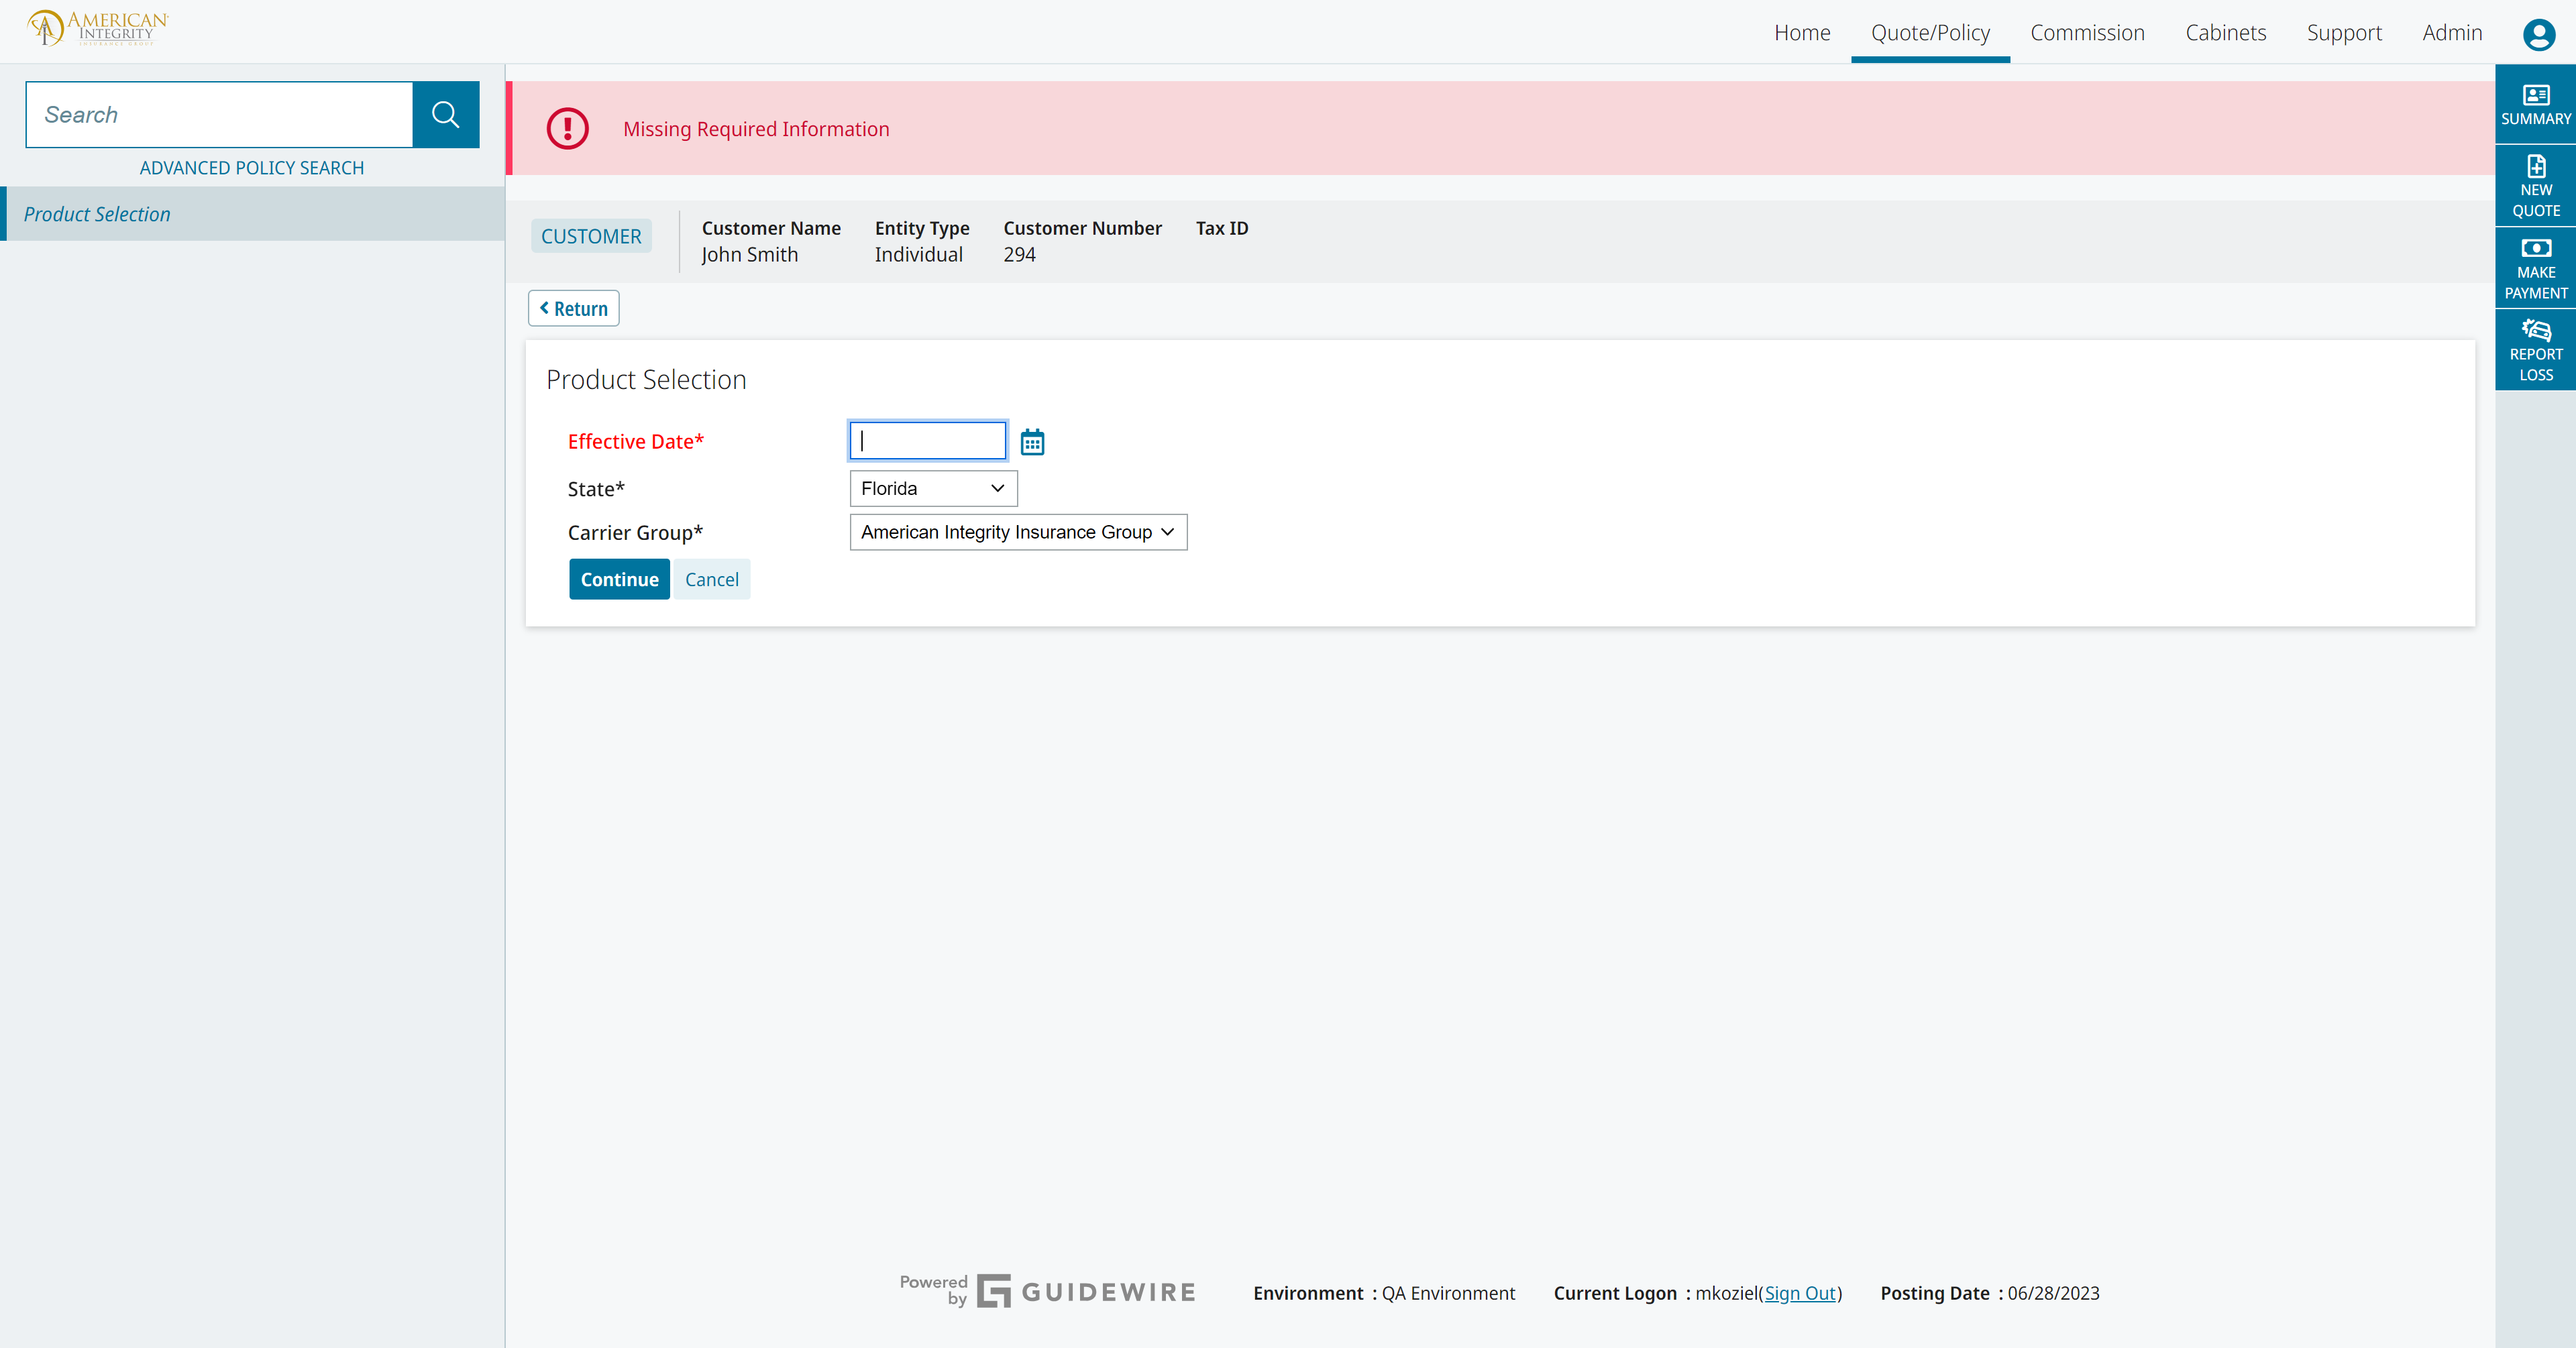 AMERICAN
INTEGRITY
INSURANCE GROUP
Home
Quote/Policy
Commission
Cabinets
Support
Admin
Search
ADVANCED POLICY SEARCH
Product Selection
Missing Required Information
CUSTOMER
Customer Name
John Smith
Entity Type
Individual
Customer Number
294
Tax ID
Return
Product Selection
Effective Date*
State*
Florida
Carrier Group*
American Integrity Insurance Group
Continue
Cancel
SUMMARY
NEW
QUOTE
MAKE
PAYMENT
REPORT
LOSS
Powered
by
GUIDEWIRE
Environment : QA Environment
Current Logon : mkoziel(Sign Out)
Posting Date : 06/28/2023